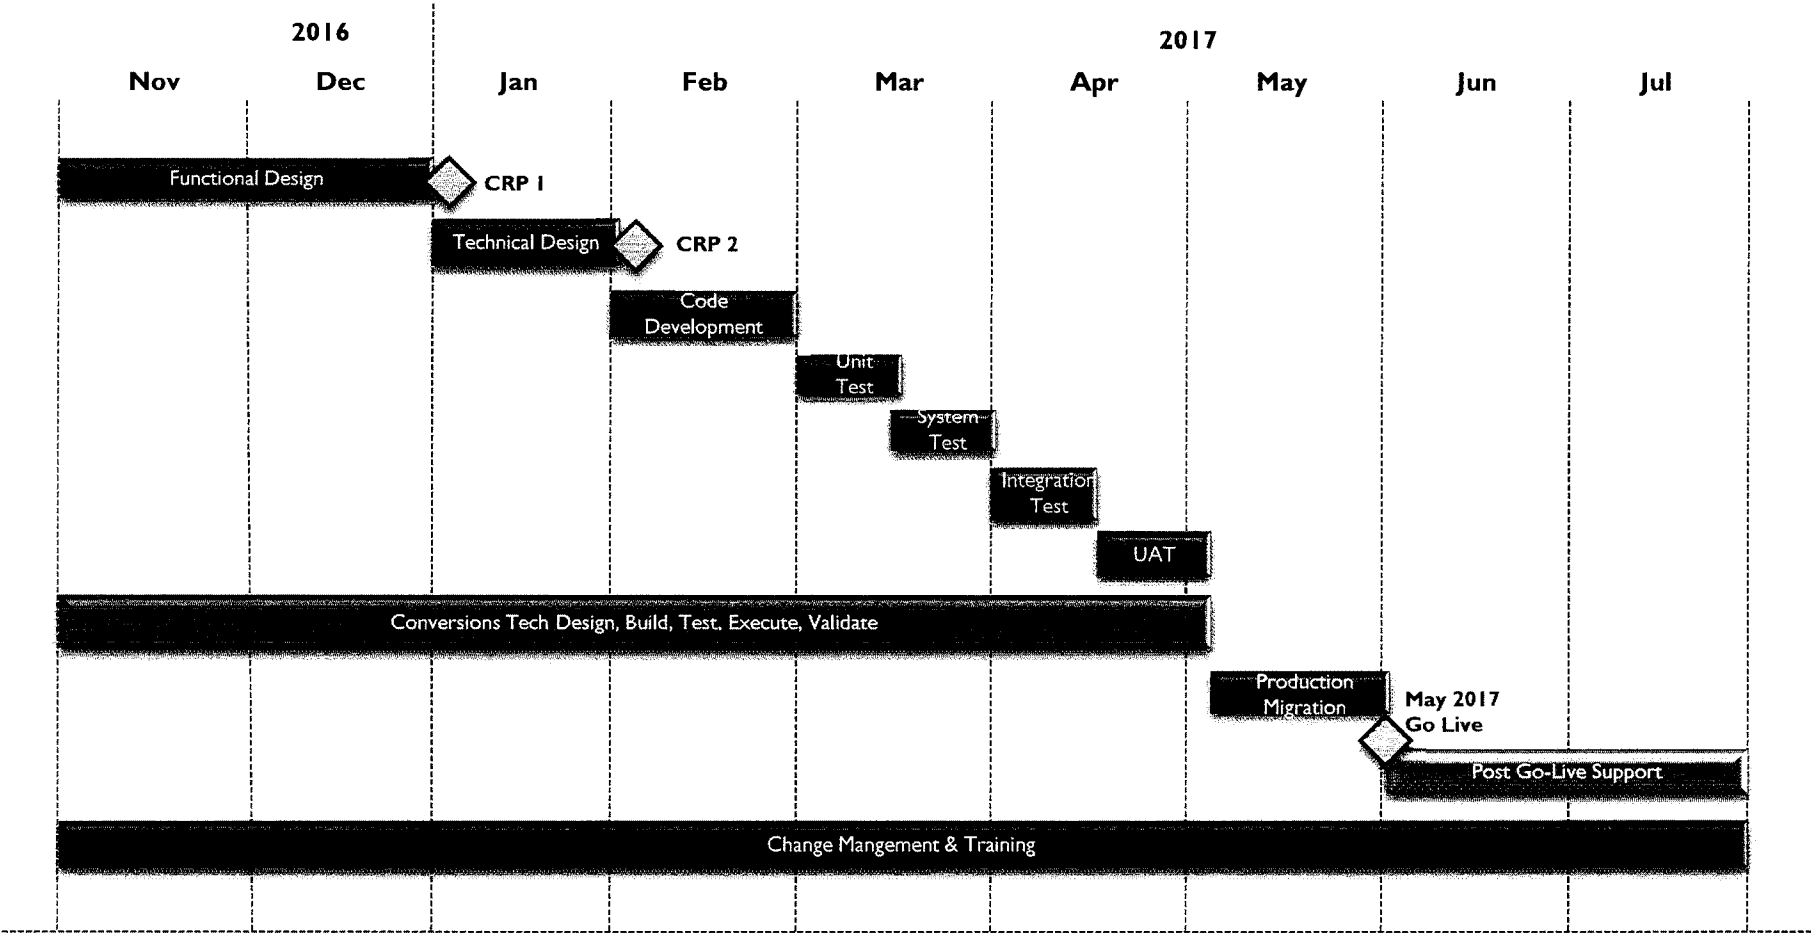 2016
2017
Nov Dec Jan Feb Mar Apr May Jun Jul
Functional Design
CRP 1
Technical Design
CRP 2
Code
Development
Unit
Test
System
Test
Integration
Test
UAT
Conversions Tech Design, Build, Test, Execute, Validate
Production
Migration
May 2017
Go Live
Post Go-Live Support
Change Mangement & Training